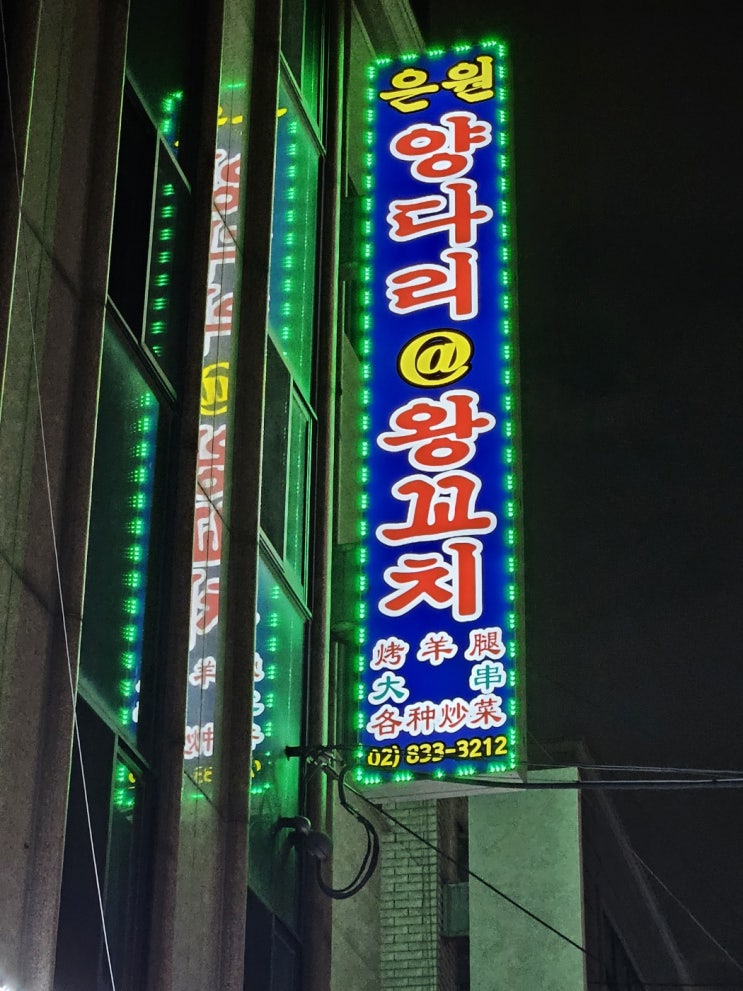 은원
양다리@왕꼬치
烤羊腿
大串
各种炒菜
02) 833-3212